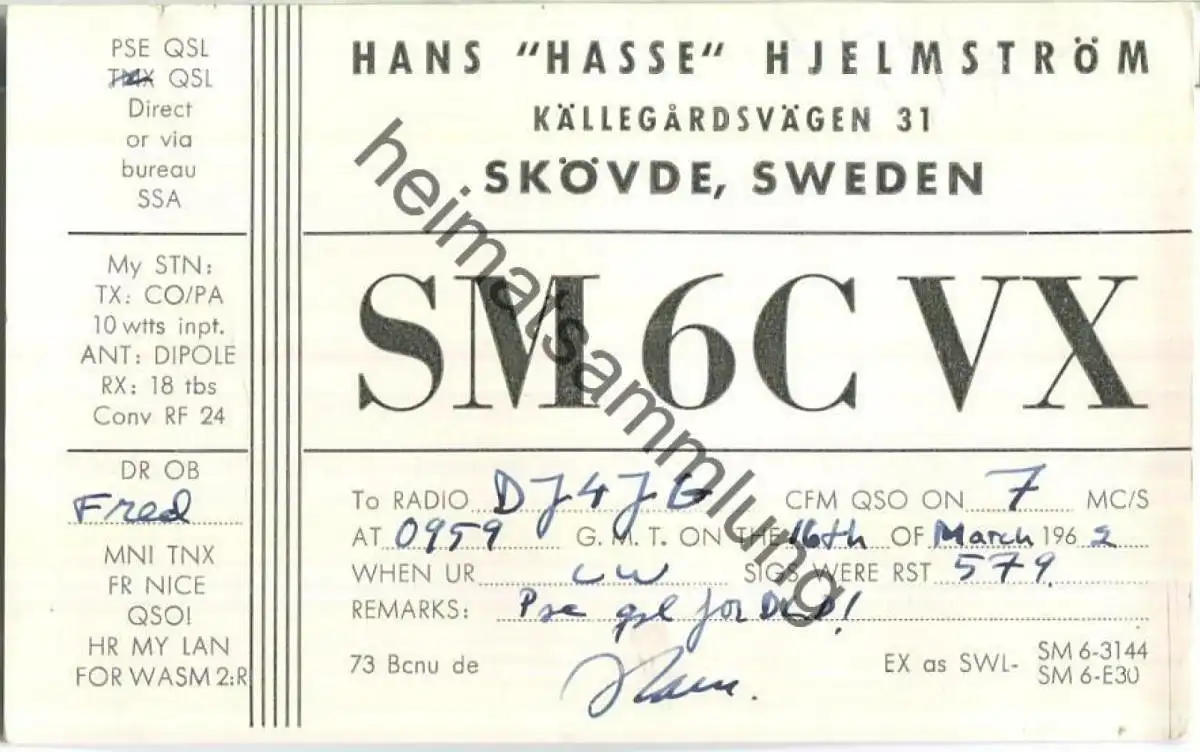 PSE QSL
TNX QSL
Direct
or via
bureau
SSA
My STN:
TX: CO/PA
10 wtts inpt.
ANT: DIPOLE
RX: 18 tbs
Conv RF 24
DR OB
Fred
MNI TNX
FR NICE
QSO!
HR MY LAN
FOR WASM 2:R
HANS "HASSE" HJELMSTRÖM
KÄLLEGÅRDSVÄGEN 31
SKÖVDE, SWEDEN
SM6CVX
To RADIO DJ4JG CFM QSO ON 7 MC/S
AT 0959 G. M. T. ON THE 16th OF March 1962
WHEN UR cw SIGS WERE RST 579
REMARKS: Pse qsl for DLD!
73 Bcnu de
EX as SWL- SM 6-3144
SM 6-E30
heimatsammlung